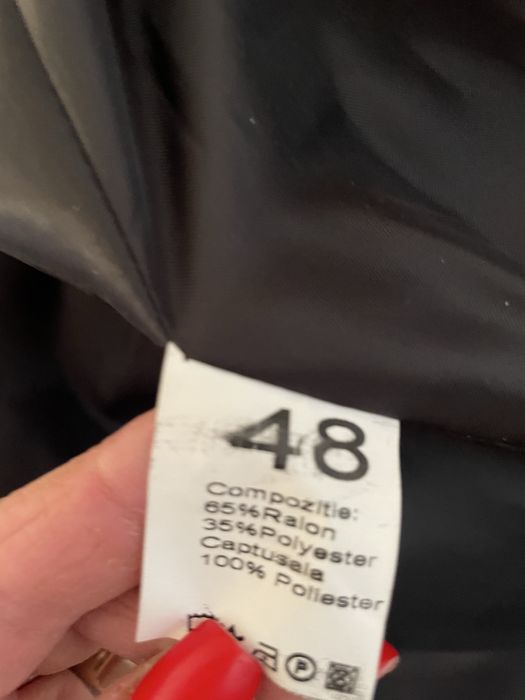 48
Compozitie:
65%Raion
35%Polyester
Captusala
100% Poliester
P